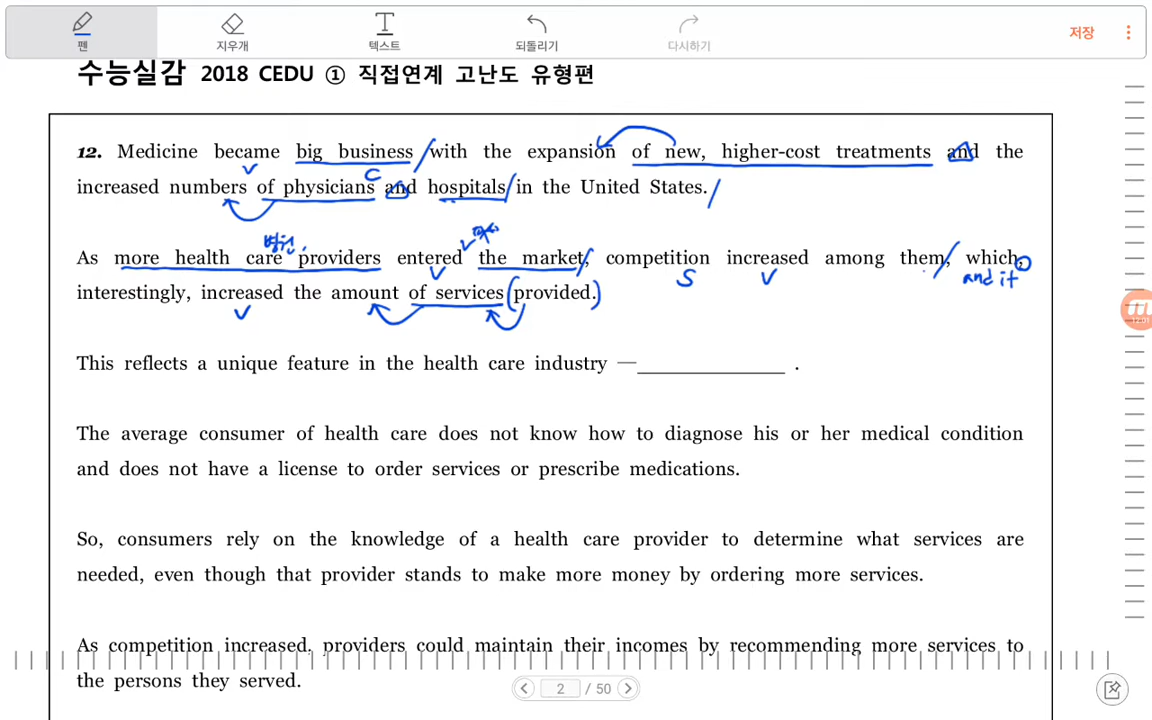 펜 지우개 텍스트 되돌리기 다시하기 저장
수능실감 2018 CEDU ① 직접연계 고난도 유형편
12. Medicine became big business with the expansion of new, higher-cost treatments and the
V
increased numbers of physicians and hospitals in the United States.
C
병원
As more health care providers entered the market, competition increased among them, which,
V S V and it
interestingly, increased the amount of services provided.
V
This reflects a unique feature in the health care industry — ______________ .
The average consumer of health care does not know how to diagnose his or her medical condition
and does not have a license to order services or prescribe medications.
So, consumers rely on the knowledge of a health care provider to determine what services are
needed, even though that provider stands to make more money by ordering more services.
As competition increased, providers could maintain their incomes by recommending more services to
the persons they served.
2 / 50